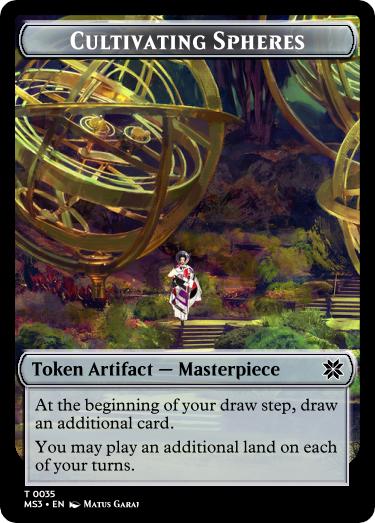 Cultivating Spheres
Token Artifact — Masterpiece
At the beginning of your draw step, draw
an additional card.
You may play an additional land on each
of your turns.
T 0035
MS3 • EN Matus Garaj